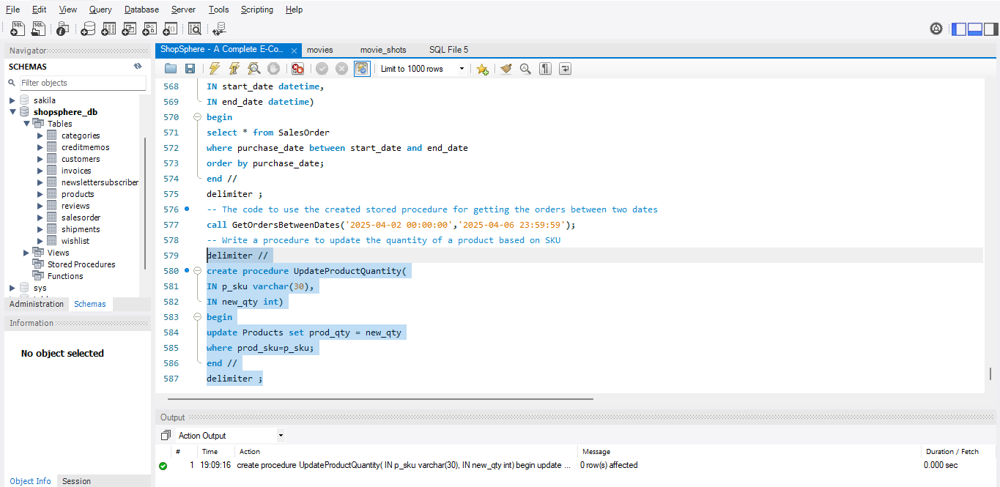 File Edit View Query Database Server Tools Scripting Help
Navigator
SCHEMAS
Filter objects
sakila
shopsphere_db
Tables
categories
creditmemos
customers
invoices
newslettersubscriber
products
reviews
salesorder
shipments
wishlist
Views
Stored Procedures
Functions
sys
Administration Schemas
Information
No object selected
Object Info Session
ShopSphere - A Complete E-Co... movies movie_shots SQL File 5
Limit to 1000 rows
568 IN start_date datetime,
569 IN end_date datetime)
570 begin
571 select * from SalesOrder
572 where purchase_date between start_date and end_date
573 order by purchase_date;
574 end //
575 delimiter ;
576 -- The code to use the created stored procedure for getting the orders between two dates
577 call GetOrdersBetweenDates('2025-04-02 00:00:00','2025-04-06 23:59:59');
578 -- Write a procedure to update the quantity of a product based on SKU
579 delimiter //
580 create procedure UpdateProductQuantity(
581 IN p_sku varchar(30),
582 IN new_qty int)
583 begin
584 update Products set prod_qty = new_qty
585 where prod_sku=p_sku;
586 end //
587 delimiter ;
Output
Action Output
# Time Action Message Duration / Fetch
1 19:09:16 create procedure UpdateProductQuantity( IN p_sku varchar(30), IN new_qty int) begin update ... 0 row(s) affected 0.000 sec